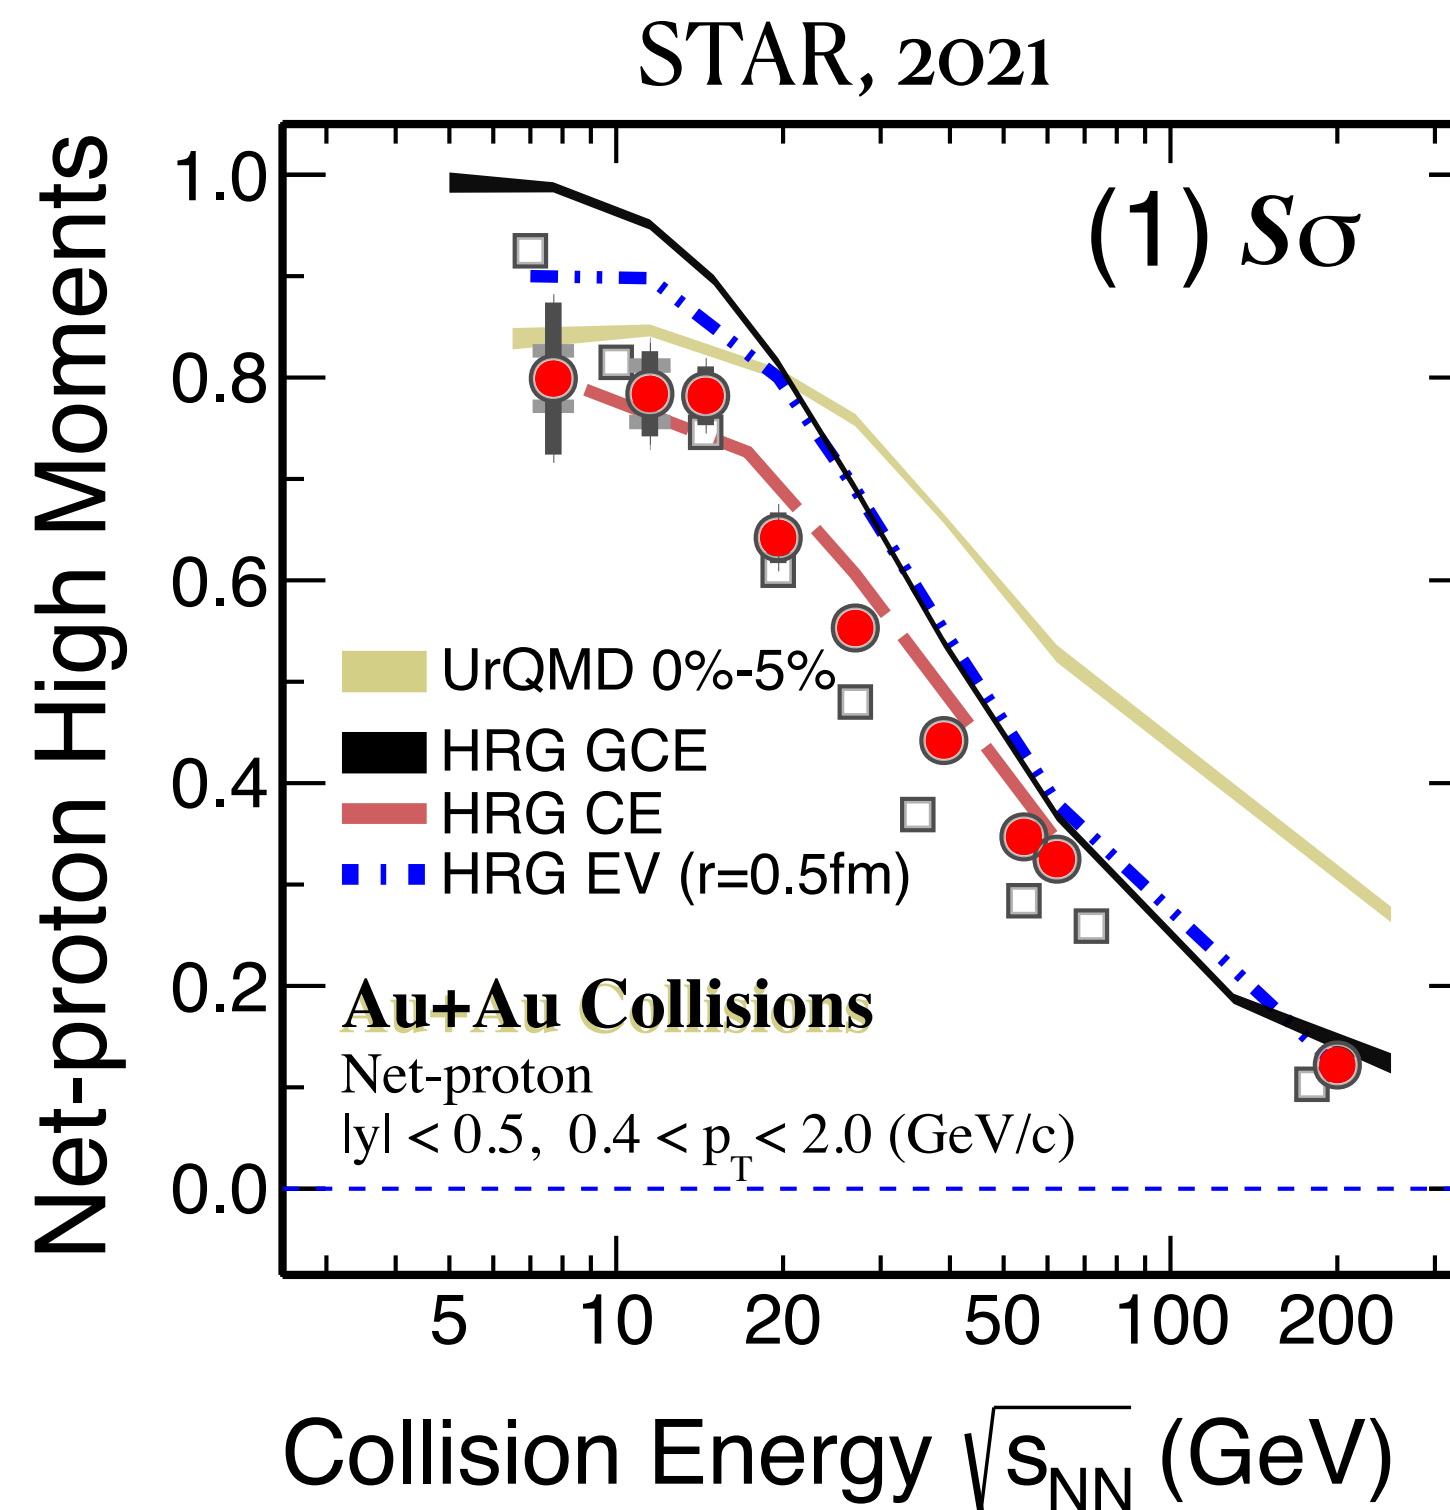 STAR, 2021
Net-proton High Moments
(1) Sσ
1.0
0.8
0.6
0.4
0.2
0.0
UrQMD 0%-5%
HRG GCE
HRG CE
HRG EV (r=0.5fm)
Au+Au Collisions
Net-proton
|y| < 0.5, 0.4 < p_T < 2.0 (GeV/c)
5 10 20 50 100 200
Collision Energy √s_NN (GeV)